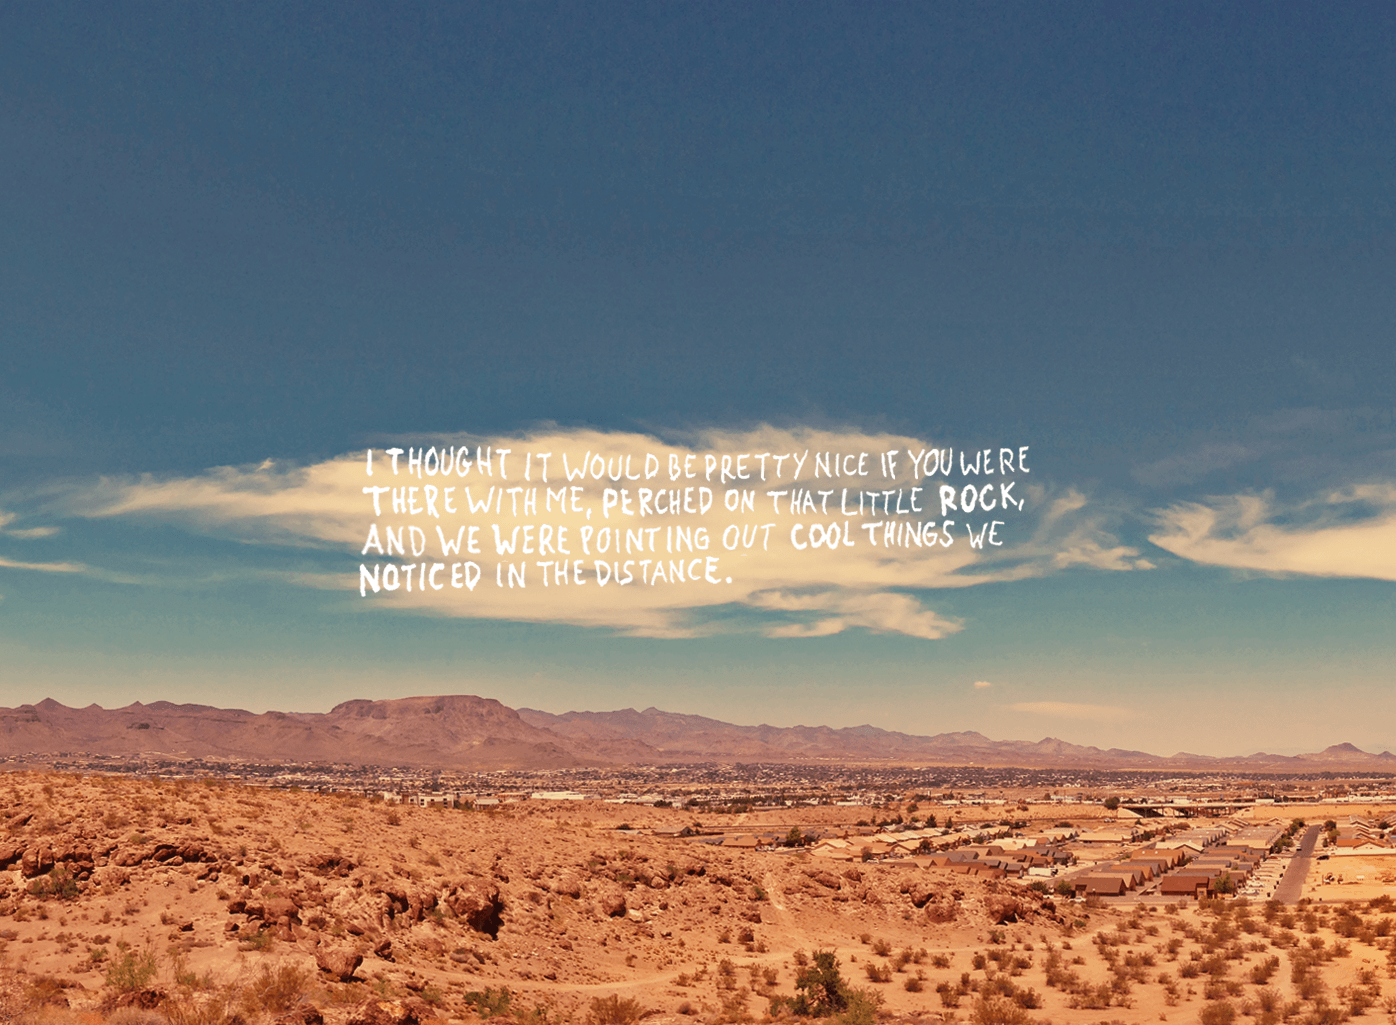 I THOUGHT IT WOULD BE PRETTY NICE IF YOU WERE
THERE WITH ME, PERCHED ON THAT LITTLE ROCK,
AND WE WERE POINTING OUT COOL THINGS WE
NOTICED IN THE DISTANCE.